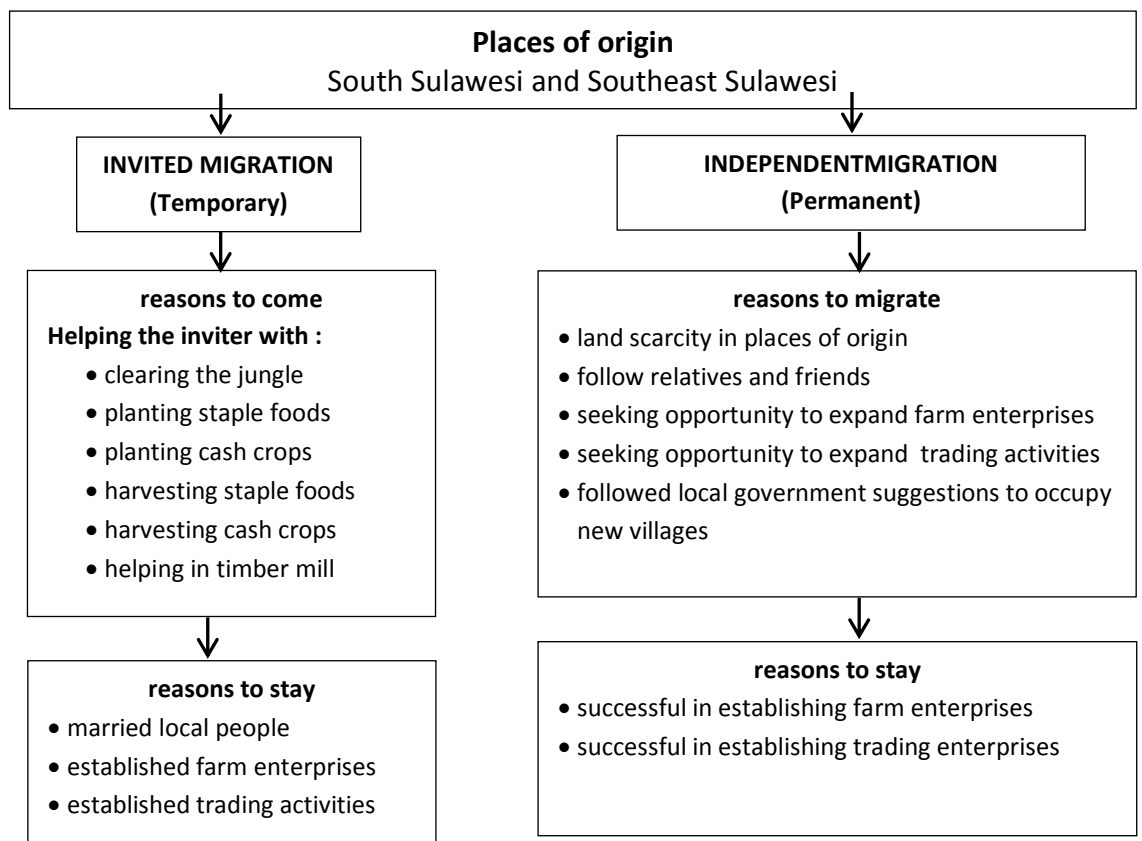 Places of origin
South Sulawesi and Southeast Sulawesi
INVITED MIGRATION
(Temporary)
reasons to come
Helping the inviter with :
• clearing the jungle
• planting staple foods
• planting cash crops
• harvesting staple foods
• harvesting cash crops
• helping in timber mill
reasons to stay
• married local people
• established farm enterprises
• established trading activities
INDEPENDENTMIGRATION
(Permanent)
reasons to migrate
• land scarcity in places of origin
• follow relatives and friends
• seeking opportunity to expand farm enterprises
• seeking opportunity to expand trading activities
• followed local government suggestions to occupy
new villages
reasons to stay
• successful in establishing farm enterprises
• successful in establishing trading enterprises